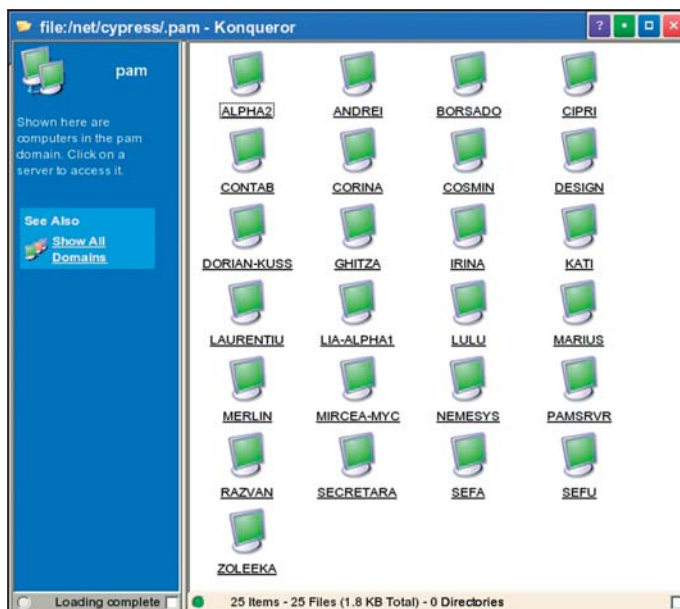 file:/net/cypress/.pam - Konqueror
?
pam
Shown here are
computers in the pam
domain. Click on a
server to access it.
See Also
Show All
Domains
ALPHA2 ANDREI BORSADO CIPRI
CONTAB CORINA COSMIN DESIGN
DORIAN-KUSS GHITZA IRINA KATI
LAURENTIU LIA-ALPHA1 LULU MARIUS
MERLIN MIRCEA-MYC NEMESYS PAMSRVR
RAZVAN SECRETARA SEFA SEFU
ZOLEEKA
Loading complete 25 Items - 25 Files (1.8 KB Total) - 0 Directories